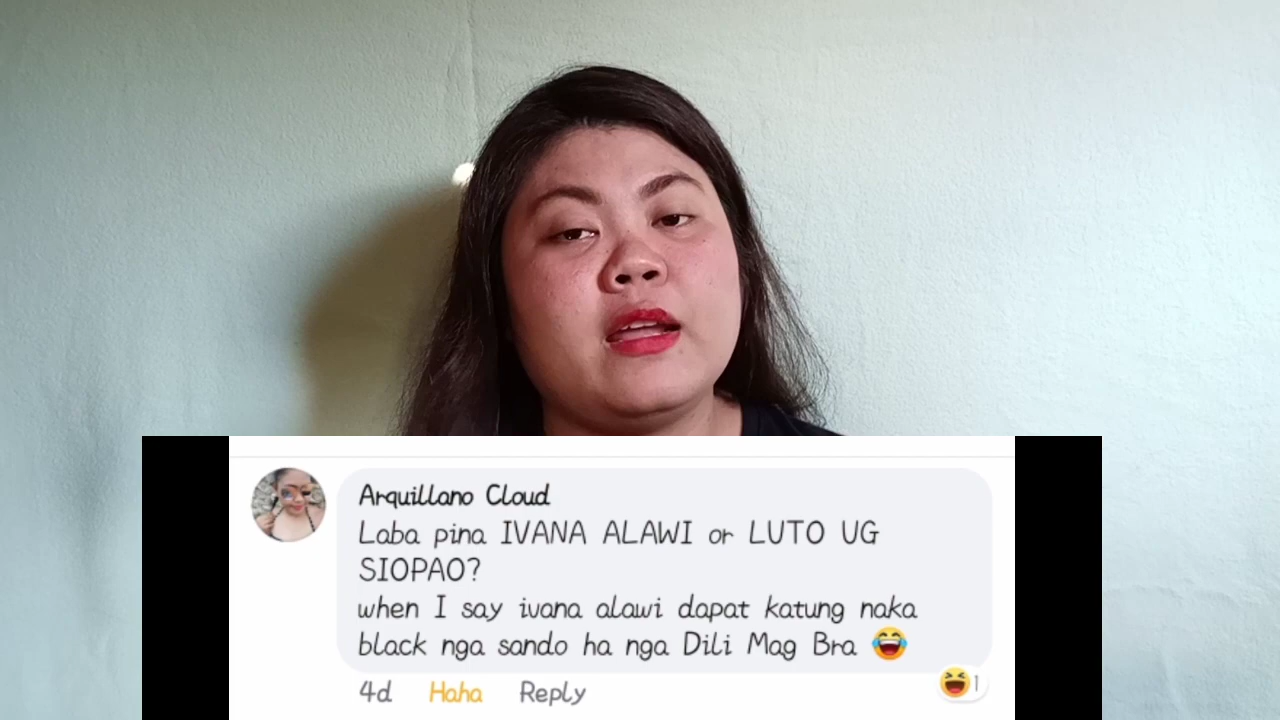 Arquillano Cloud
Laba pina IVANA ALAWI or LUTO UG
SIOPAO?
when I say ivana alawi dapat katung naka
black nga sando ha nga Dili Mag Bra 😂
4d Haha Reply 1